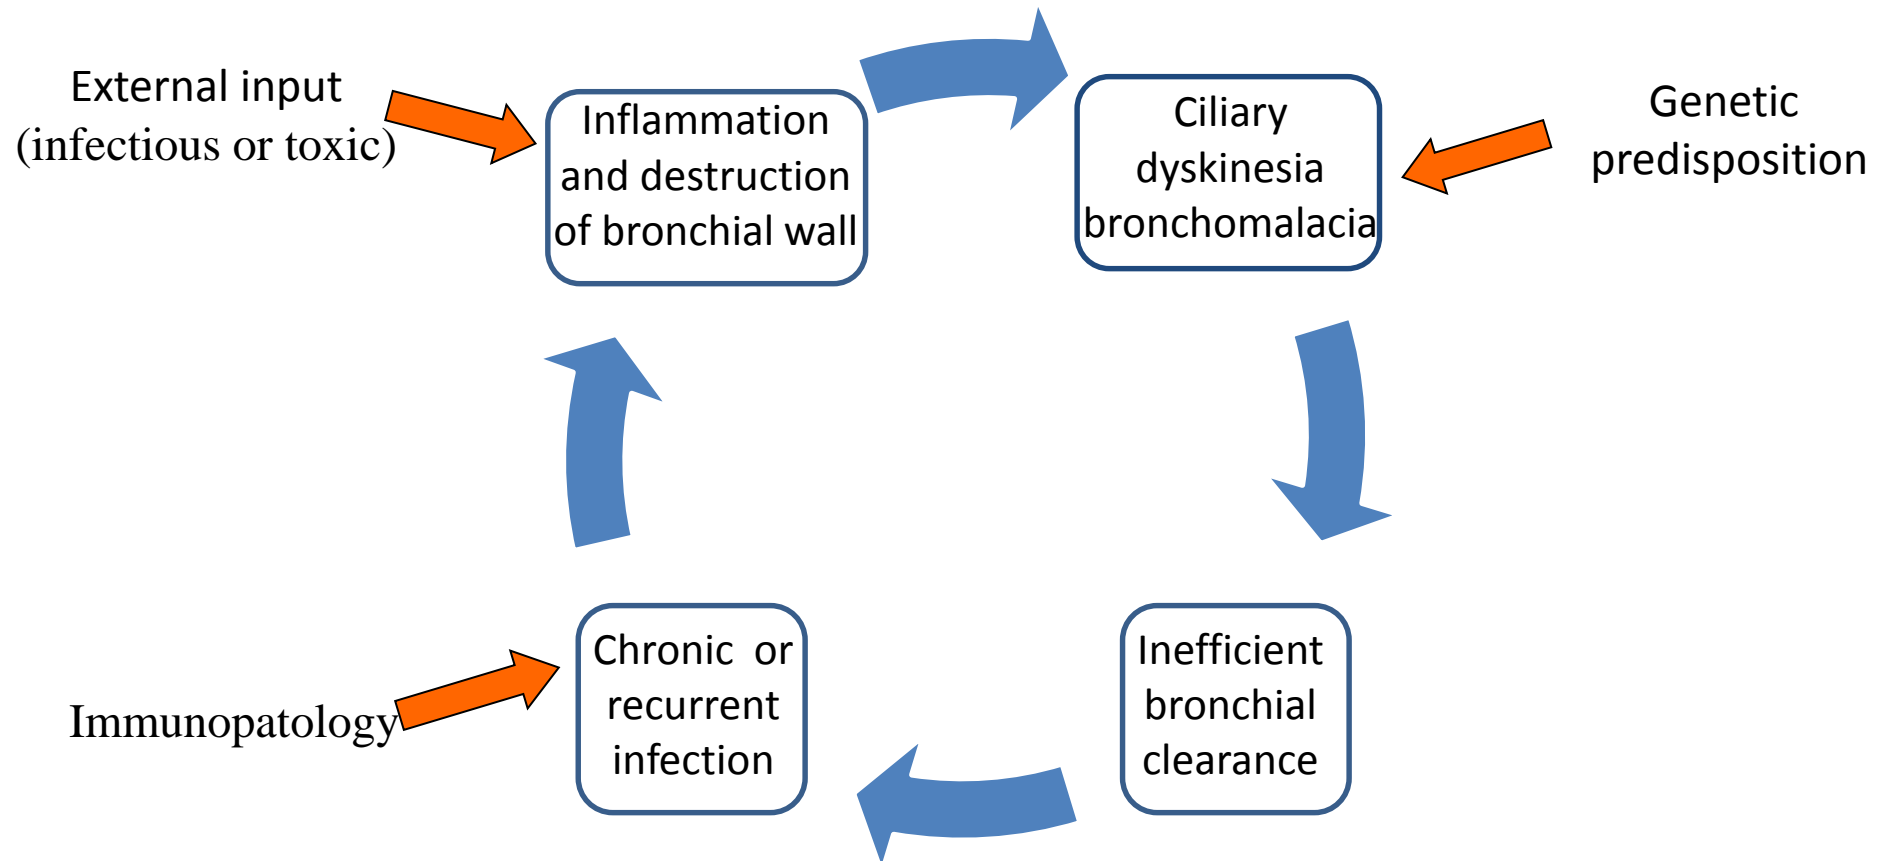 External input
(infectious or toxic)
Inflammation
and destruction
of bronchial wall
Ciliary
dyskinesia
bronchomalacia
Genetic
predisposition
Immunopatology
Chronic or
recurrent
infection
Inefficient
bronchial
clearance